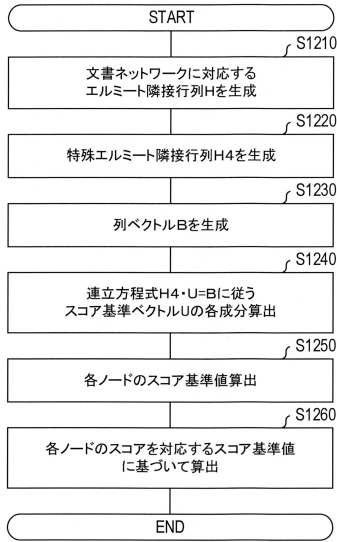 START
S1210
文書ネットワークに対応する
エルミート隣接行列Hを生成
S1220
特殊エルミート隣接行列H4を生成
S1230
列ベクトルBを生成
S1240
連立方程式H4・U=Bに従う
スコア基準ベクトルUの各成分算出
S1250
各ノードのスコア基準値算出
S1260
各ノードのスコアを対応するスコア基準値
に基づいて算出
END